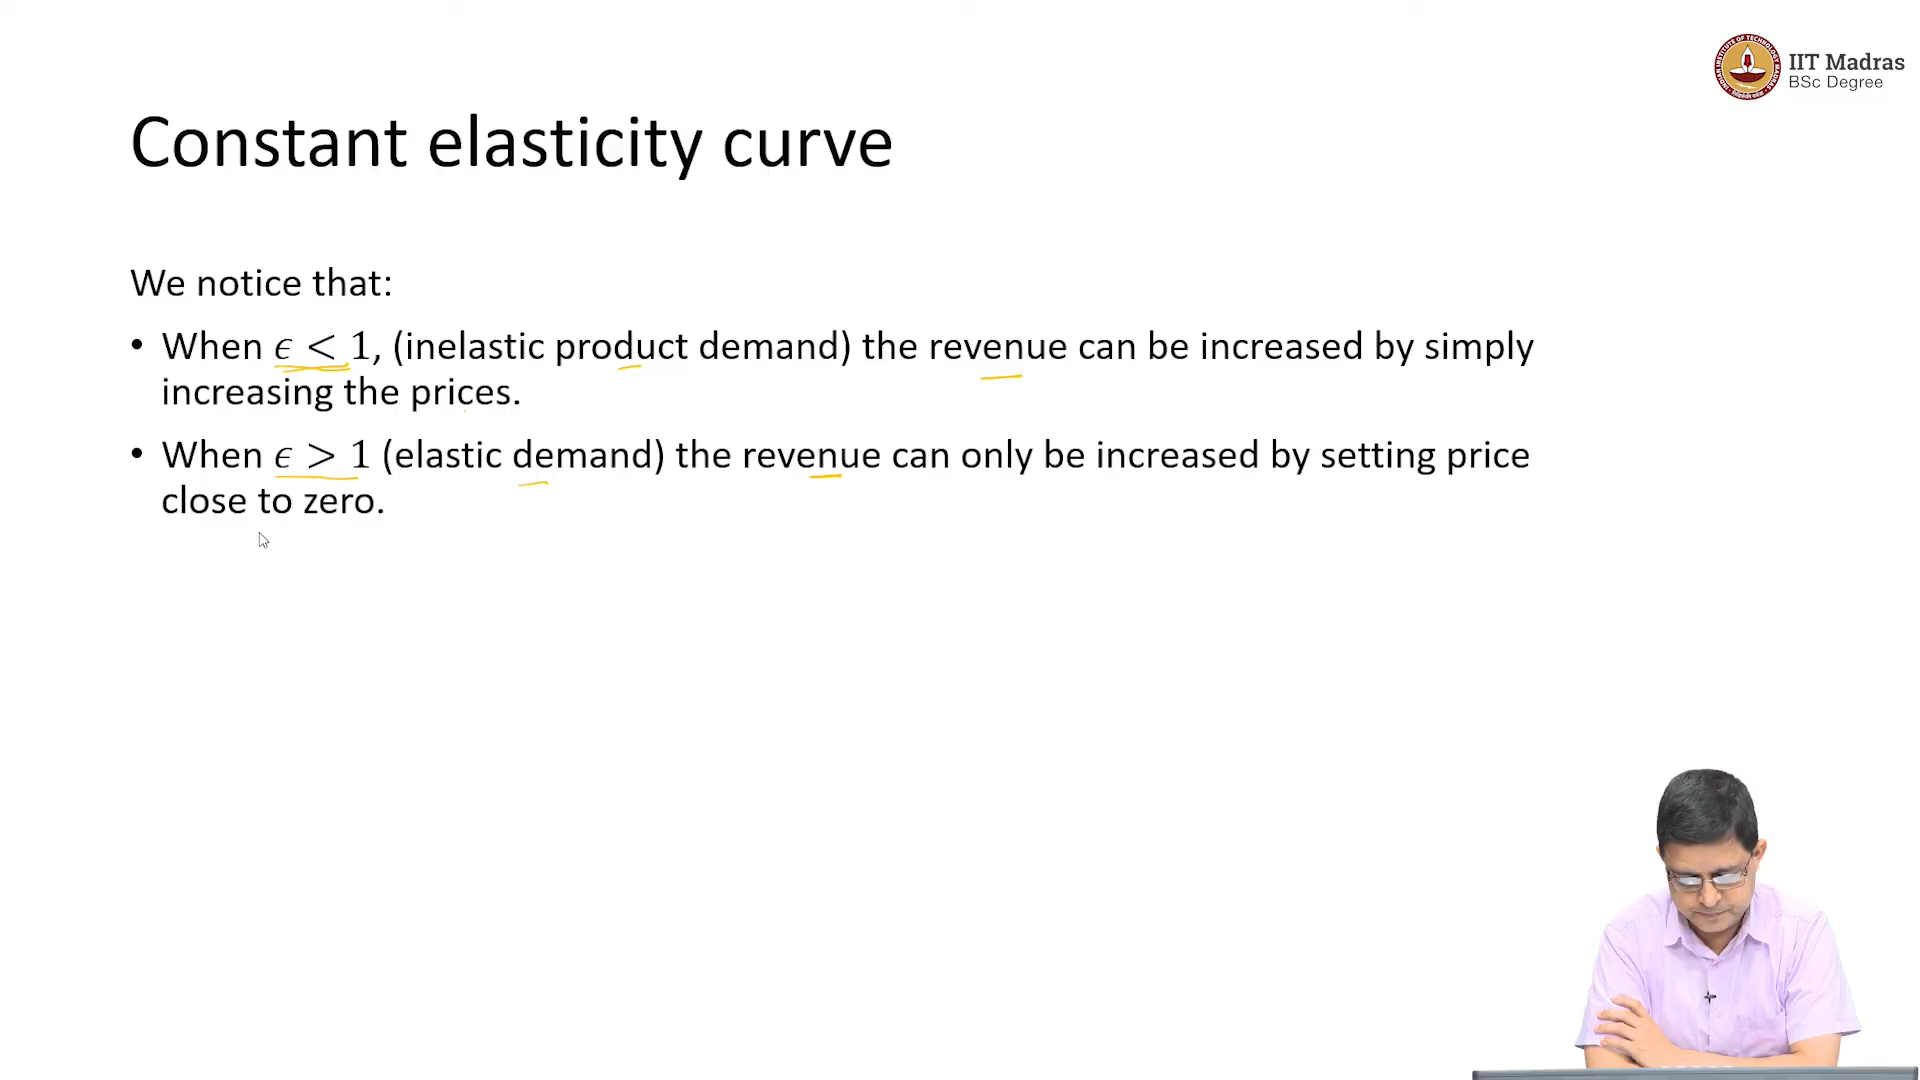 IIT Madras
BSc Degree
Constant elasticity curve
We notice that:
• When ϵ < 1, (inelastic product demand) the revenue can be increased by simply
increasing the prices.
• When ϵ > 1 (elastic demand) the revenue can only be increased by setting price
close to zero.